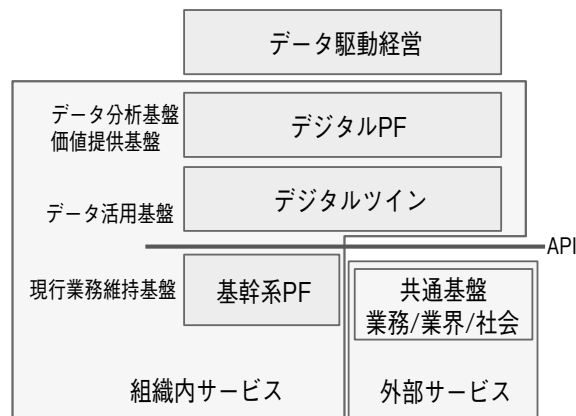 データ駆動経営
データ分析基盤
価値提供基盤
デジタルPF
データ活用基盤
デジタルツイン
API
現行業務維持基盤
基幹系PF
共通基盤
業務/業界/社会
組織内サービス
外部サービス